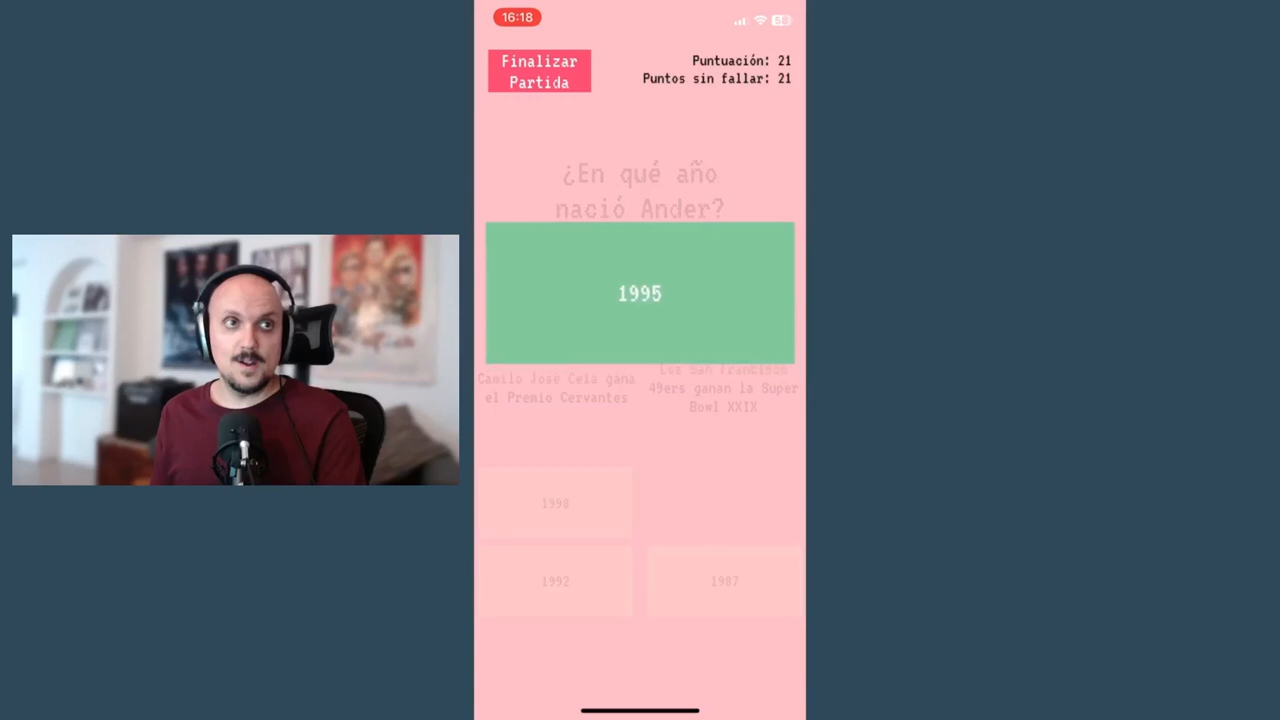 16:18
58
Finalizar
Partida
Puntuación: 21
Puntos sin fallar: 21
¿En qué año
nació Ander?
1995
Camilo José Cela gana
el Premio Cervantes
Los San Francisco
49ers ganan la Super
Bowl XXIX
1998
1992
1987